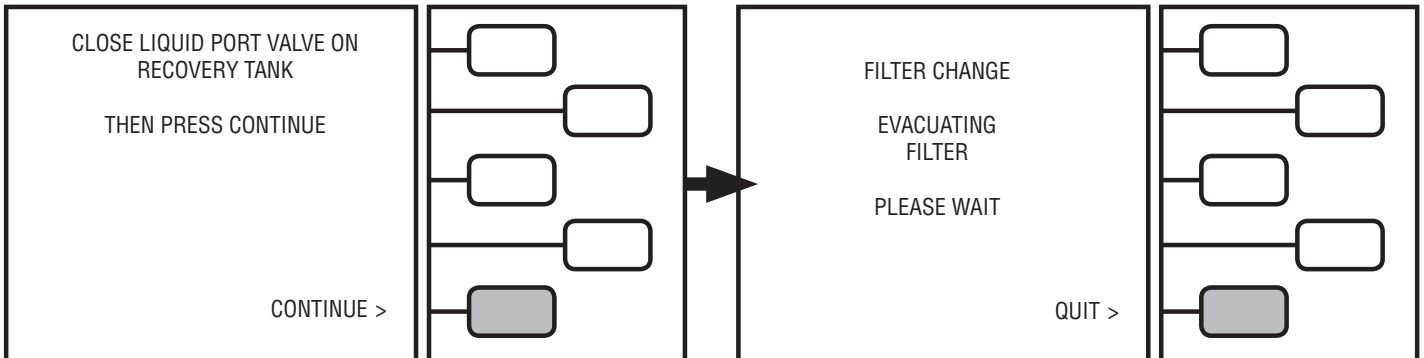 CLOSE LIQUID PORT VALVE ON
RECOVERY TANK
THEN PRESS CONTINUE
CONTINUE >
FILTER CHANGE
EVACUATING
FILTER
PLEASE WAIT
QUIT >